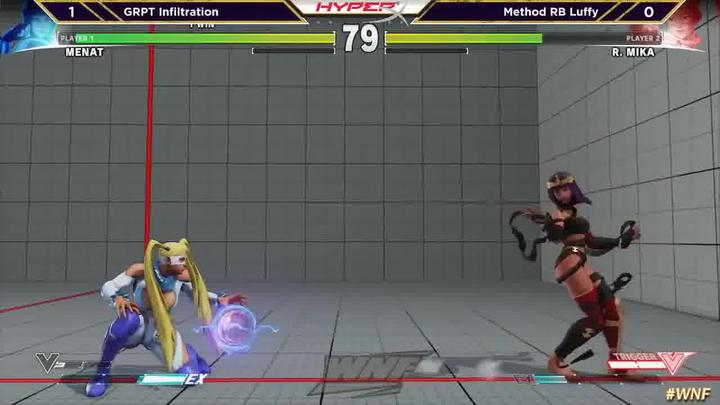 1 GRPT Infiltration HYPER Method RB Luffy 0
1 WIN
PLAYER 1 79 PLAYER 2
MENAT R. MIKA
TRIGGER
V V
EX WNF
#WNF